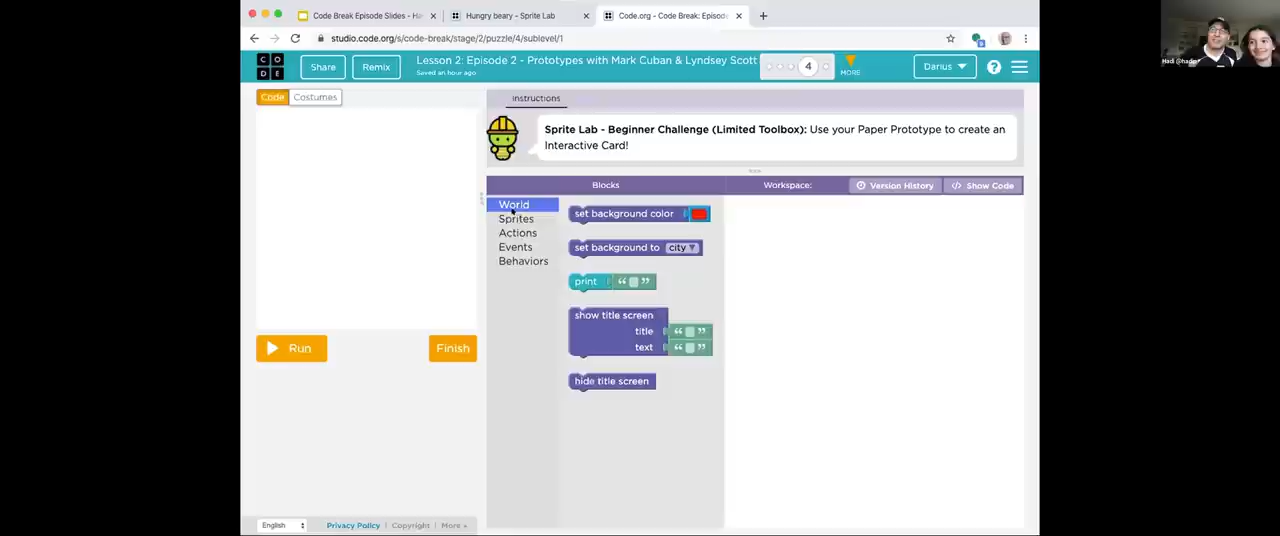 Code Break Episode Slides - Ha
Hungry beary - Sprite Lab
Code.org - Code Break: Episode
studio.code.org/s/code-break/stage/2/puzzle/4/sublevel/1
C O
D E
Share
Remix
Lesson 2: Episode 2 - Prototypes with Mark Cuban & Lyndsey Scott
Saved an hour ago
4
MORE
Darius
?
Code
Costumes
Instructions
Sprite Lab - Beginner Challenge (Limited Toolbox): Use your Paper Prototype to create an
Interactive Card!
Blocks
Workspace:
Version History
</> Show Code
World
Sprites
Actions
Events
Behaviors
set background color
set background to city
print “ ”
show title screen
title “ ”
text “ ”
hide title screen
Run
Finish
English
Privacy Policy | Copyright | More